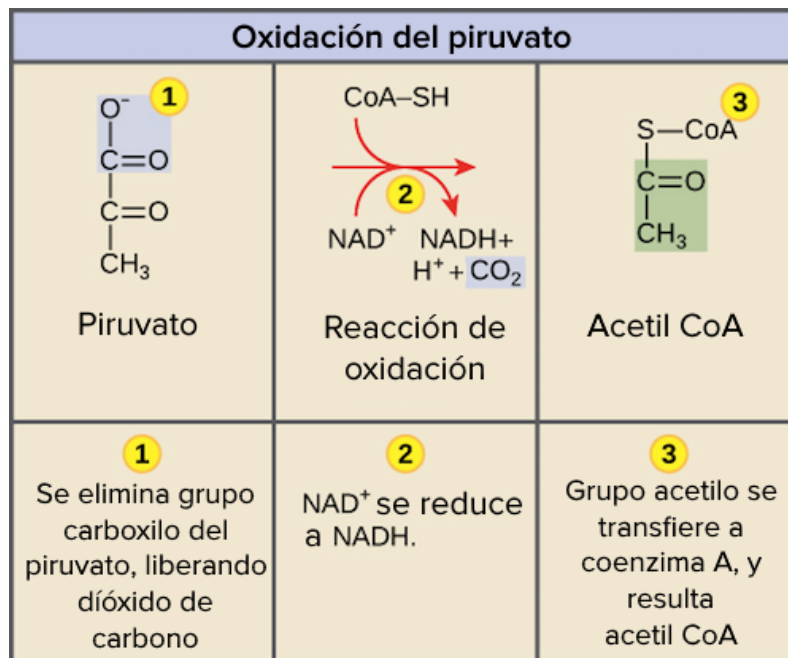 Oxidación del piruvato
1
O⁻
C=O
C=O
CH₃
Piruvato
CoA–SH
2
NAD⁺ NADH+
H⁺ + CO₂
Reacción de
oxidación
3
S—CoA
C=O
CH₃
Acetil CoA
1
Se elimina grupo
carboxilo del
piruvato, liberando
díóxido de
carbono
2
NAD⁺ se reduce
a NADH.
3
Grupo acetilo se
transfiere a
coenzima A, y
resulta
acetil CoA